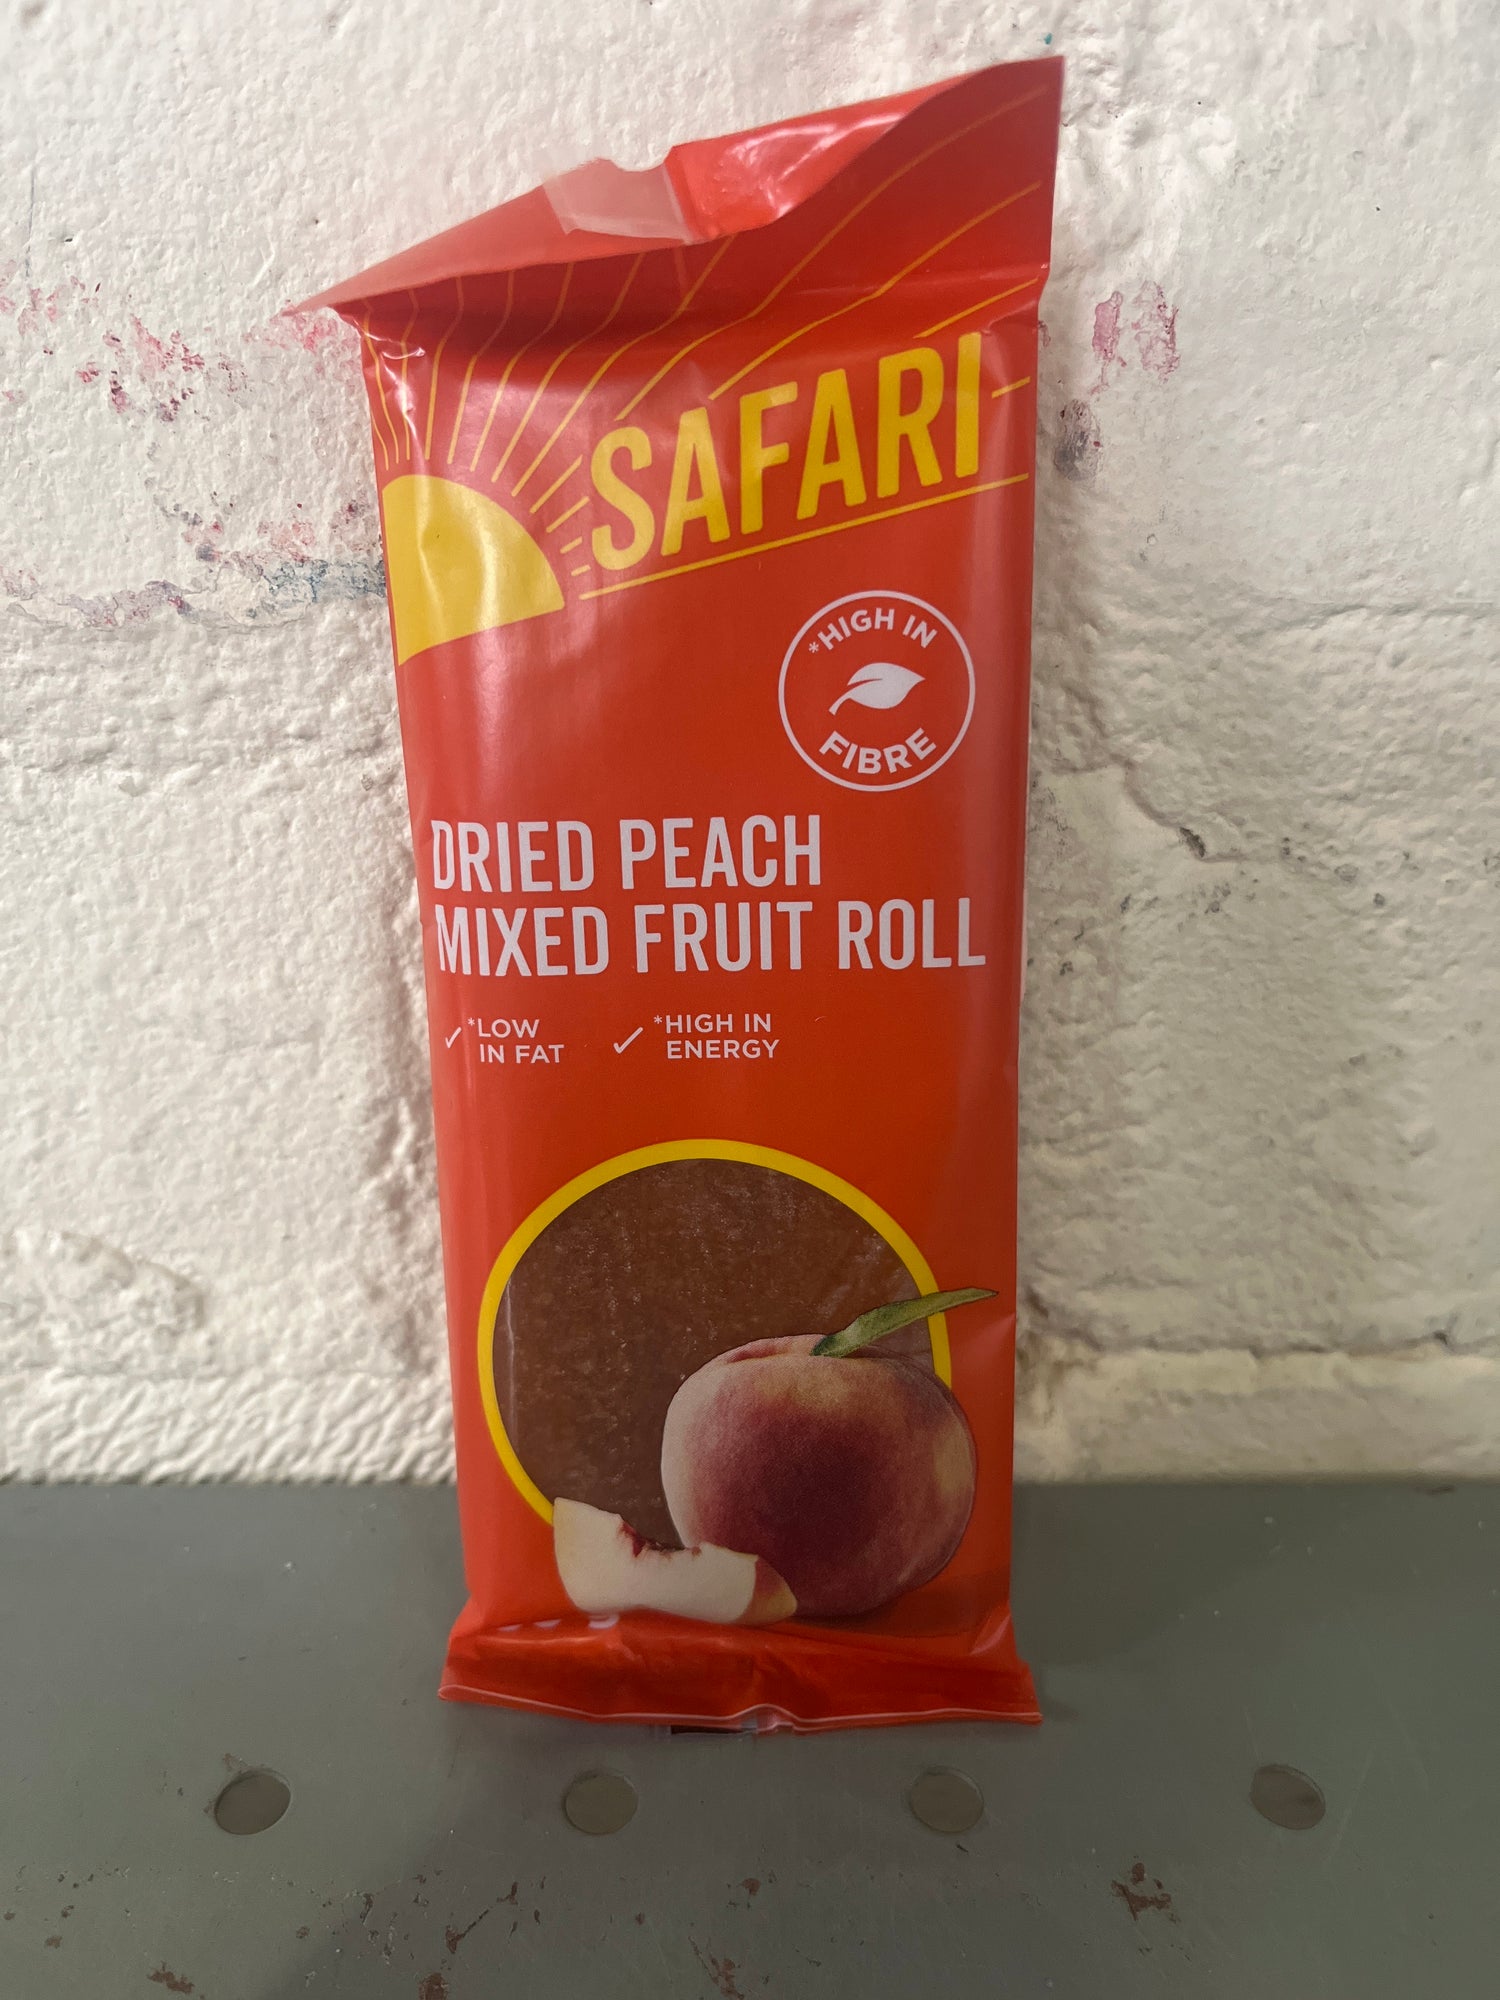 SAFARI
*HIGH IN
FIBRE
DRIED PEACH
MIXED FRUIT ROLL
*LOW
IN FAT
*HIGH IN
ENERGY